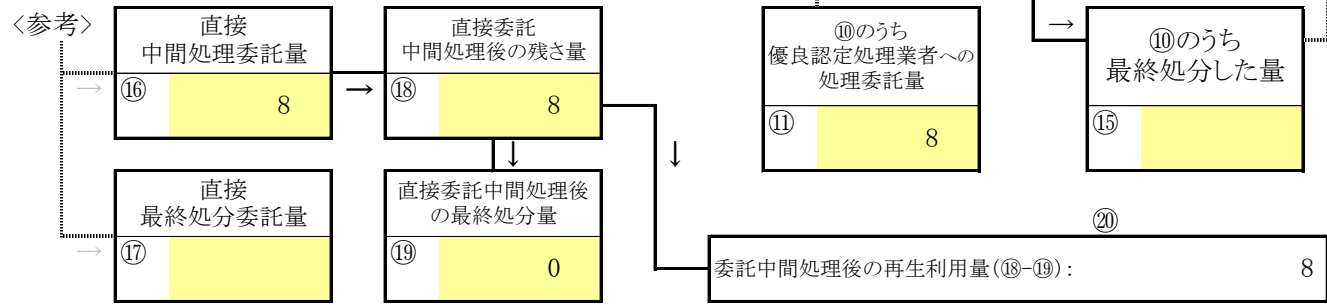 〈参考〉
直接
中間処理委託量
⑯
8
→
→
直接委託
中間処理後の残さ量
⑱
8
⑩のうち
優良認定処理業者への
処理委託量
⑪
8
→
⑩のうち
最終処分した量
⑮
↓
↓
直接
最終処分委託量
→
⑰
直接委託中間処理後
の最終処分量
⑲
0
⑳
委託中間処理後の再生利用量(⑱-⑲): 8